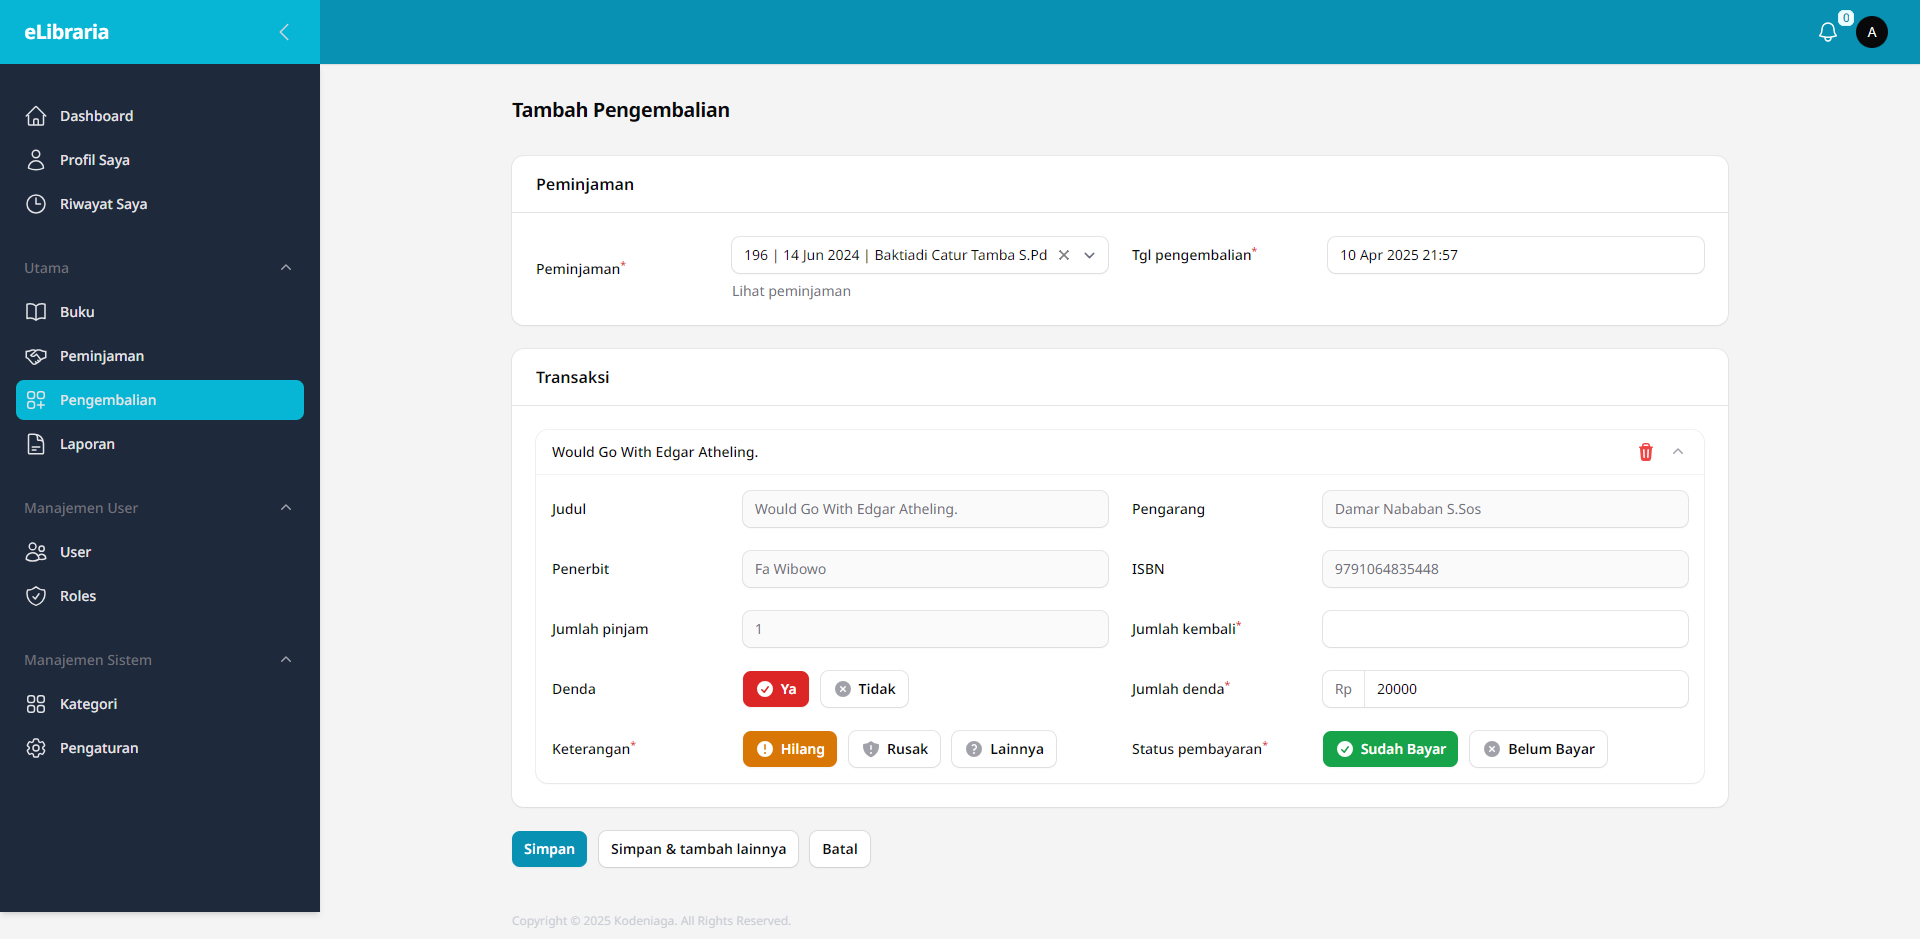 eLibraria
0
A
Dashboard
Profil Saya
Riwayat Saya
Utama
Buku
Peminjaman
Pengembalian
Laporan
Manajemen User
User
Roles
Manajemen Sistem
Kategori
Pengaturan
Tambah Pengembalian
Peminjaman
Peminjaman*
196 | 14 Jun 2024 | Baktiadi Catur Tamba S.Pd
Tgl pengembalian*
10 Apr 2025 21:57
Lihat peminjaman
Transaksi
Would Go With Edgar Atheling.
Judul
Would Go With Edgar Atheling.
Pengarang
Damar Nababan S.Sos
Penerbit
Fa Wibowo
ISBN
9791064835448
Jumlah pinjam
1
Jumlah kembali*
Denda
Ya
Tidak
Jumlah denda*
Rp
20000
Keterangan*
Hilang
Rusak
Lainnya
Status pembayaran*
Sudah Bayar
Belum Bayar
Simpan
Simpan & tambah lainnya
Batal
Copyright © 2025 Kodeniaga. All Rights Reserved.